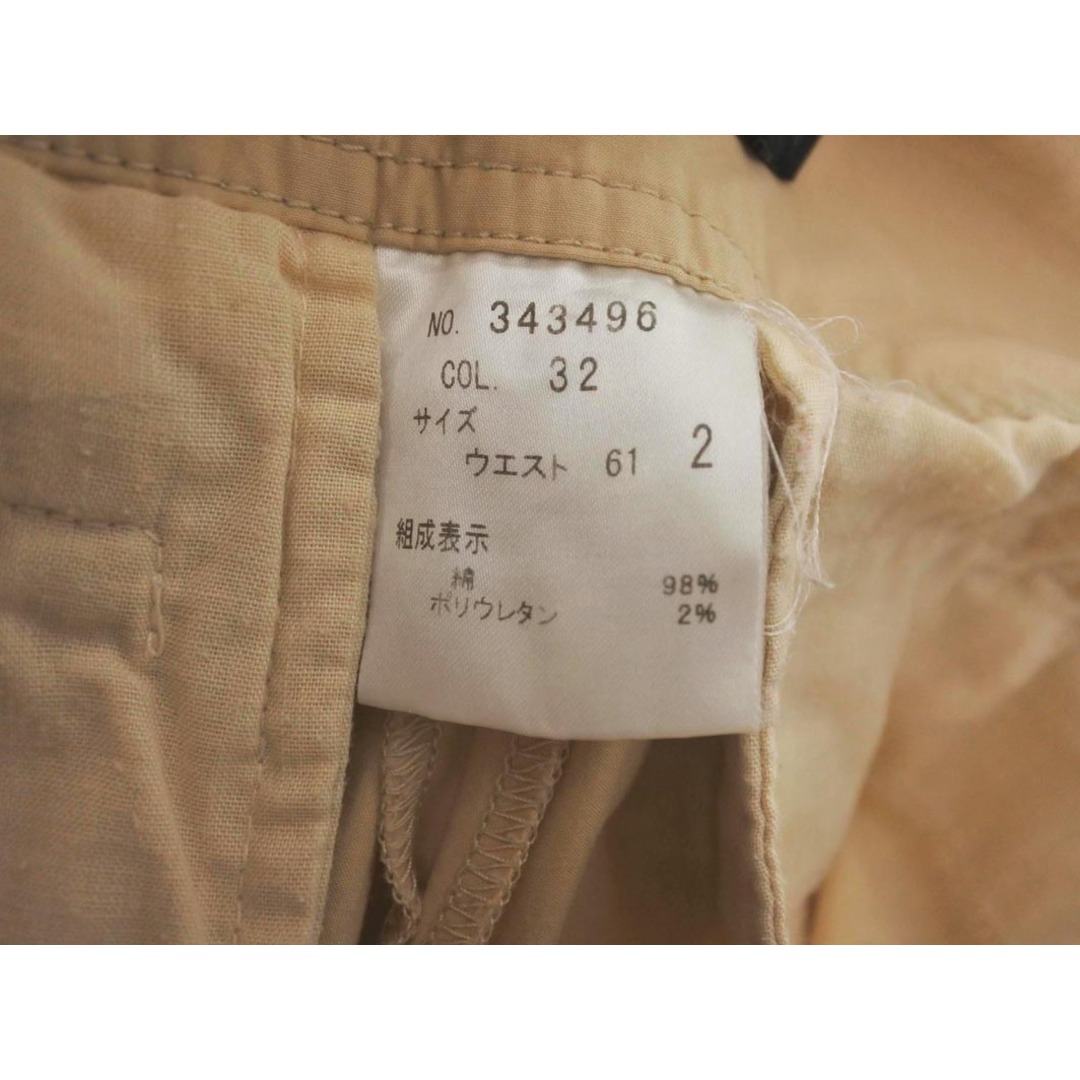 NO. 343496
COL. 32
サイズ
ウエスト 61 2
組成表示
綿 98%
ポリウレタン 2%